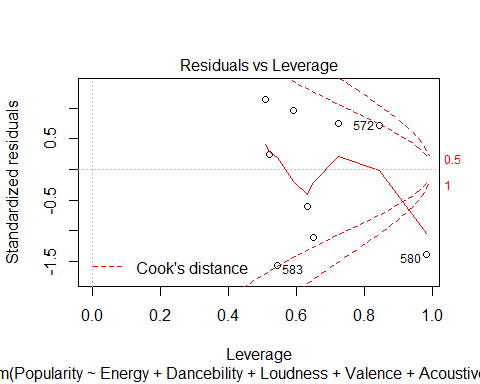 Residuals vs Leverage
Standardized residuals
0.5
-0.5
-1.5
572
583
580
0.5
1
Cook's distance
0.0 0.2 0.4 0.6 0.8 1.0
Leverage
m(Popularity ~ Energy + Dancebility + Loudness + Valence + Acoustive